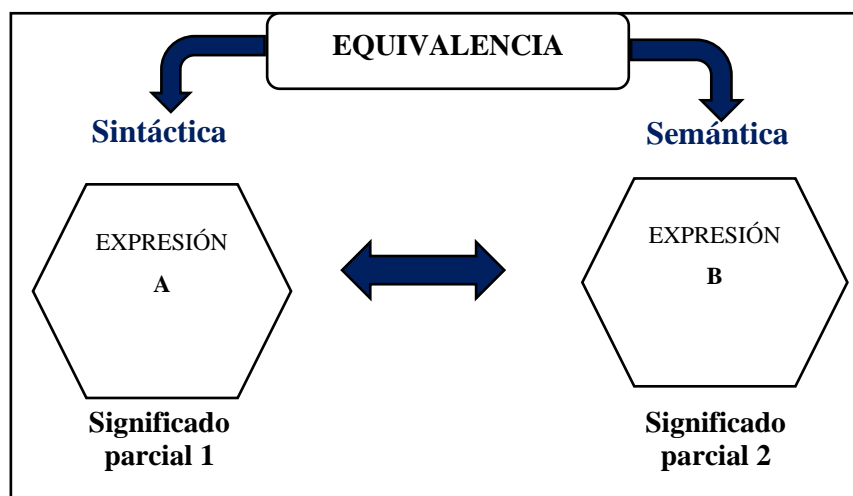 EQUIVALENCIA
Sintáctica
Semántica
EXPRESIÓN
A
EXPRESIÓN
B
Significado
parcial 1
Significado
parcial 2